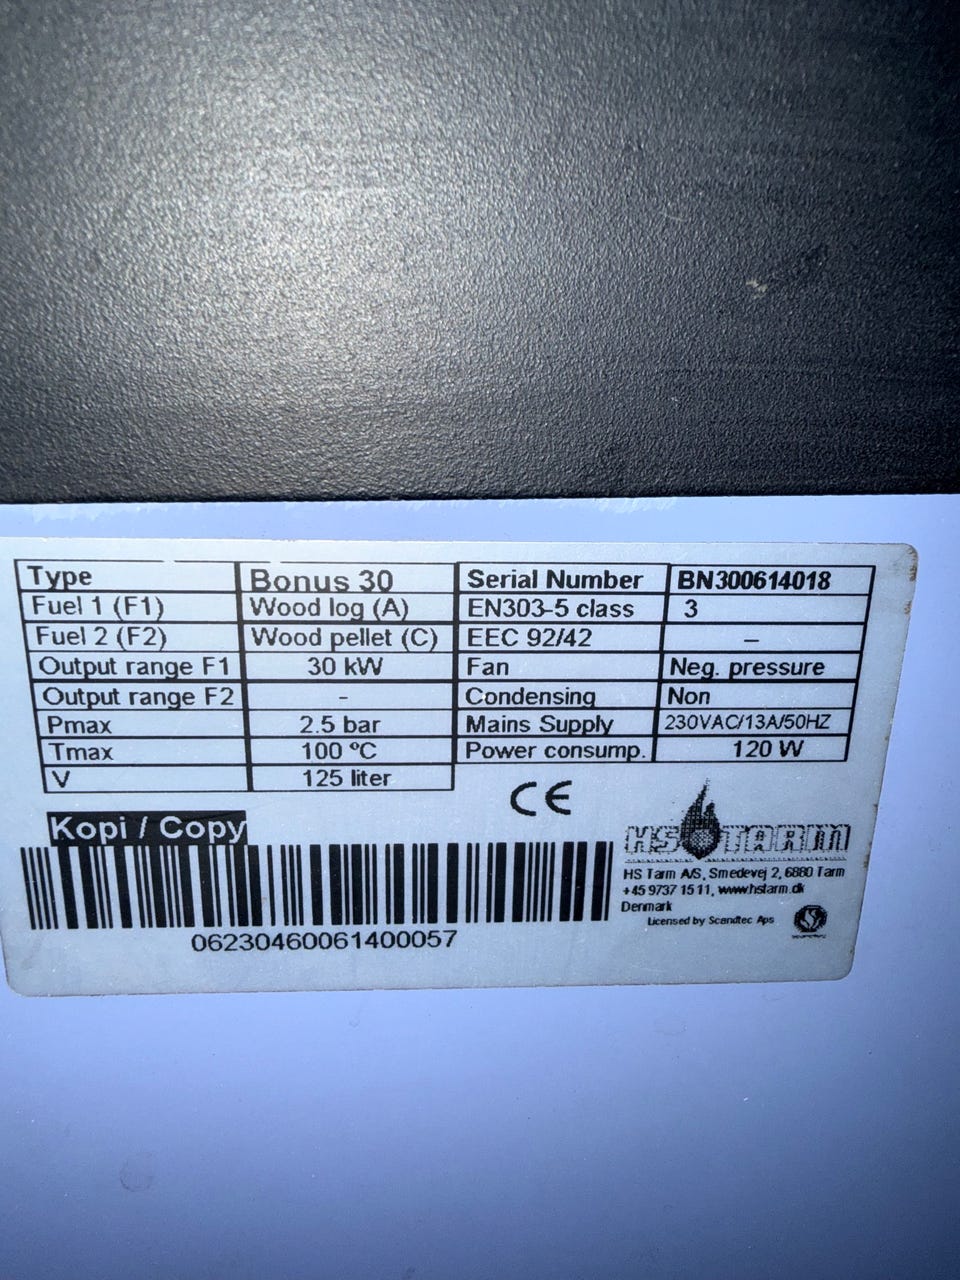 Type Bonus 30 Serial Number BN300614018
Fuel 1 (F1) Wood log (A) EN303-5 class 3
Fuel 2 (F2) Wood pellet (C) EEC 92/42 –
Output range F1 30 kW Fan Neg. pressure
Output range F2 - Condensing Non
Pmax 2.5 bar Mains Supply 230VAC/13A/50HZ
Tmax 100 ºC Power consump. 120 W
V 125 liter
CE
Kopi / Copy
HS TARM
HS Tarm A/S, Smedevej 2, 6880 Tarm
+45 9737 1511, www.hstarm.dk
Denmark
Licensed by Scandtec Aps
06230460061400057